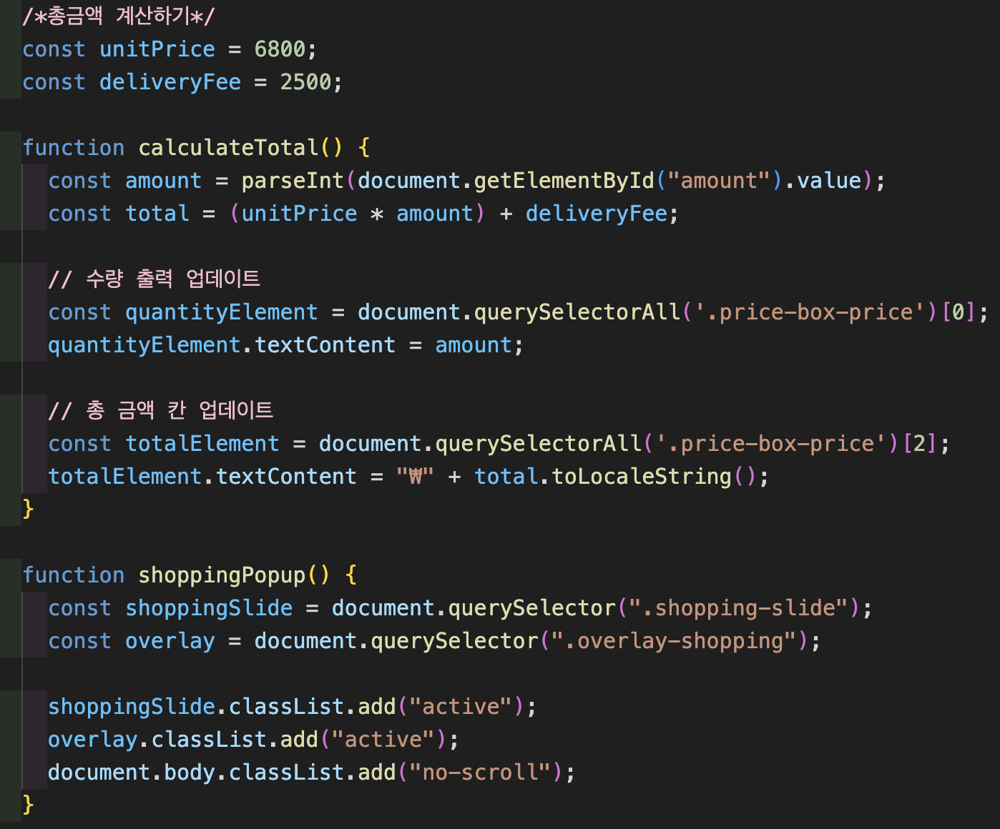 /*총금액 계산하기*/
const unitPrice = 6800;
const deliveryFee = 2500;
function calculateTotal() {
const amount = parseInt(document.getElementById("amount").value);
const total = (unitPrice * amount) + deliveryFee;
// 수량 출력 업데이트
const quantityElement = document.querySelectorAll('.price-box-price')[0];
quantityElement.textContent = amount;
// 총 금액 칸 업데이트
const totalElement = document.querySelectorAll('.price-box-price')[2];
totalElement.textContent = "₩" + total.toLocaleString();
}
function shoppingPopup() {
const shoppingSlide = document.querySelector(".shopping-slide");
const overlay = document.querySelector(".overlay-shopping");
shoppingSlide.classList.add("active");
overlay.classList.add("active");
document.body.classList.add("no-scroll");
}